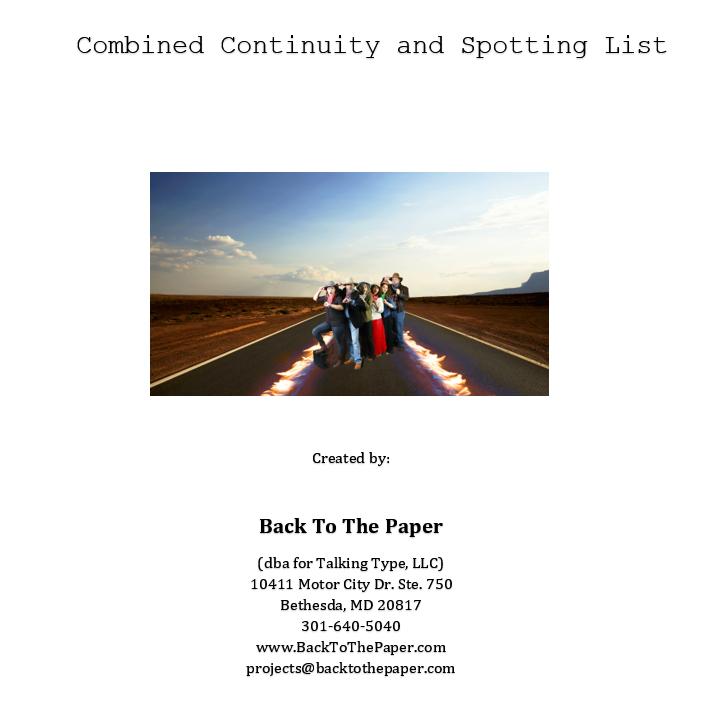 Combined Continuity and Spotting List
Created by:
Back To The Paper
(dba for Talking Type, LLC)
10411 Motor City Dr. Ste. 750
Bethesda, MD 20817
301-640-5040
www.BackToThePaper.com
projects@backtothepaper.com